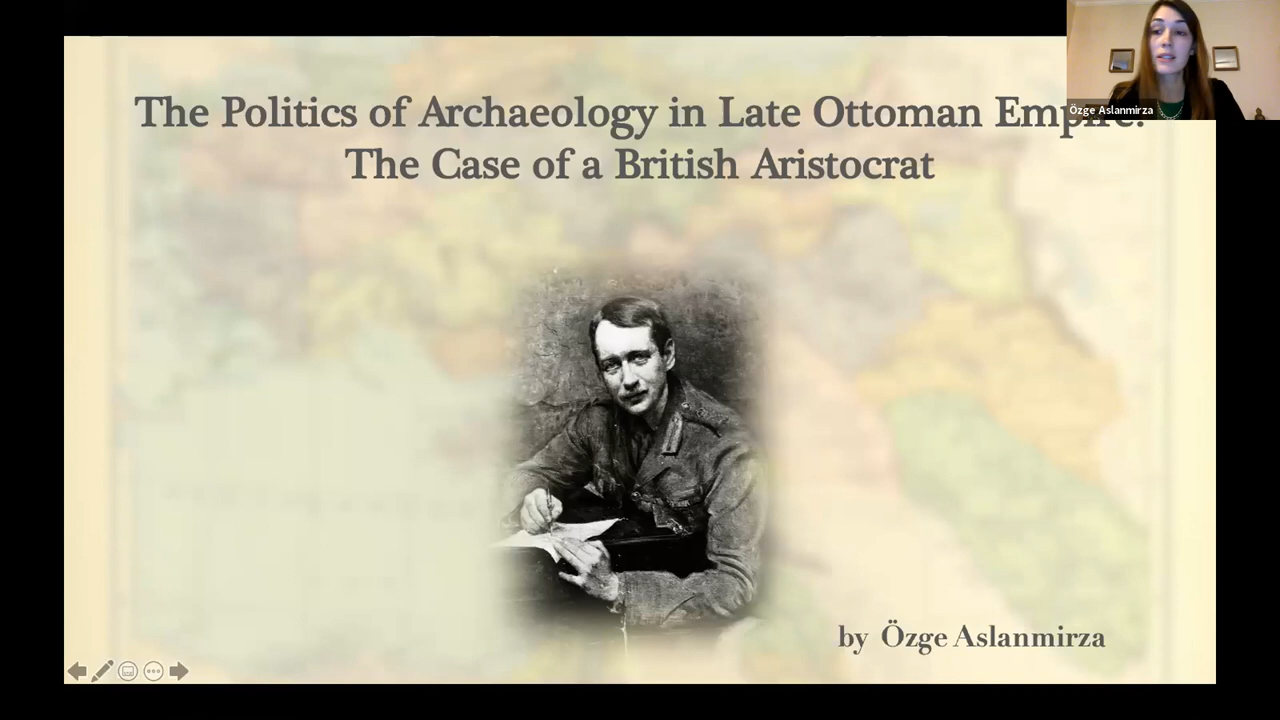 The Politics of Archaeology in Late Ottoman Empire:
The Case of a British Aristocrat
Özge Aslanmirza
by Özge Aslanmirza